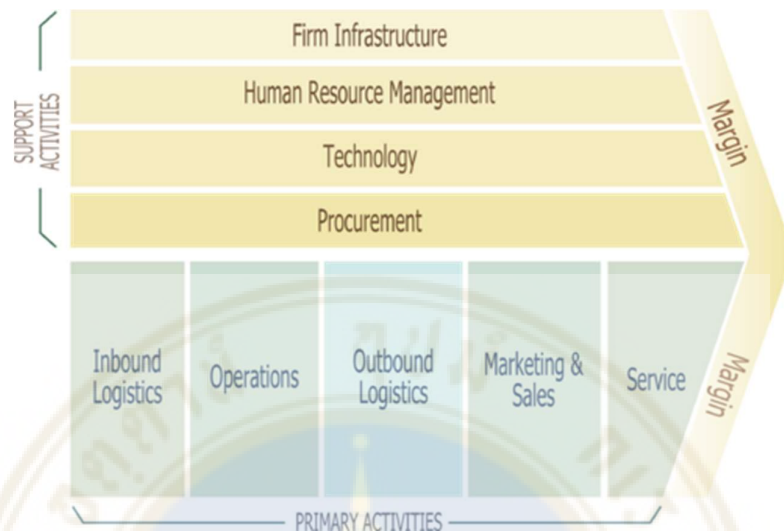 Firm Infrastructure
Human Resource Management
Technology
Procurement
SUPPORT
ACTIVITIES
Margin
Inbound
Logistics
Operations
Outbound
Logistics
Marketing &
Sales
Service
Margin
PRIMARY ACTIVITIES